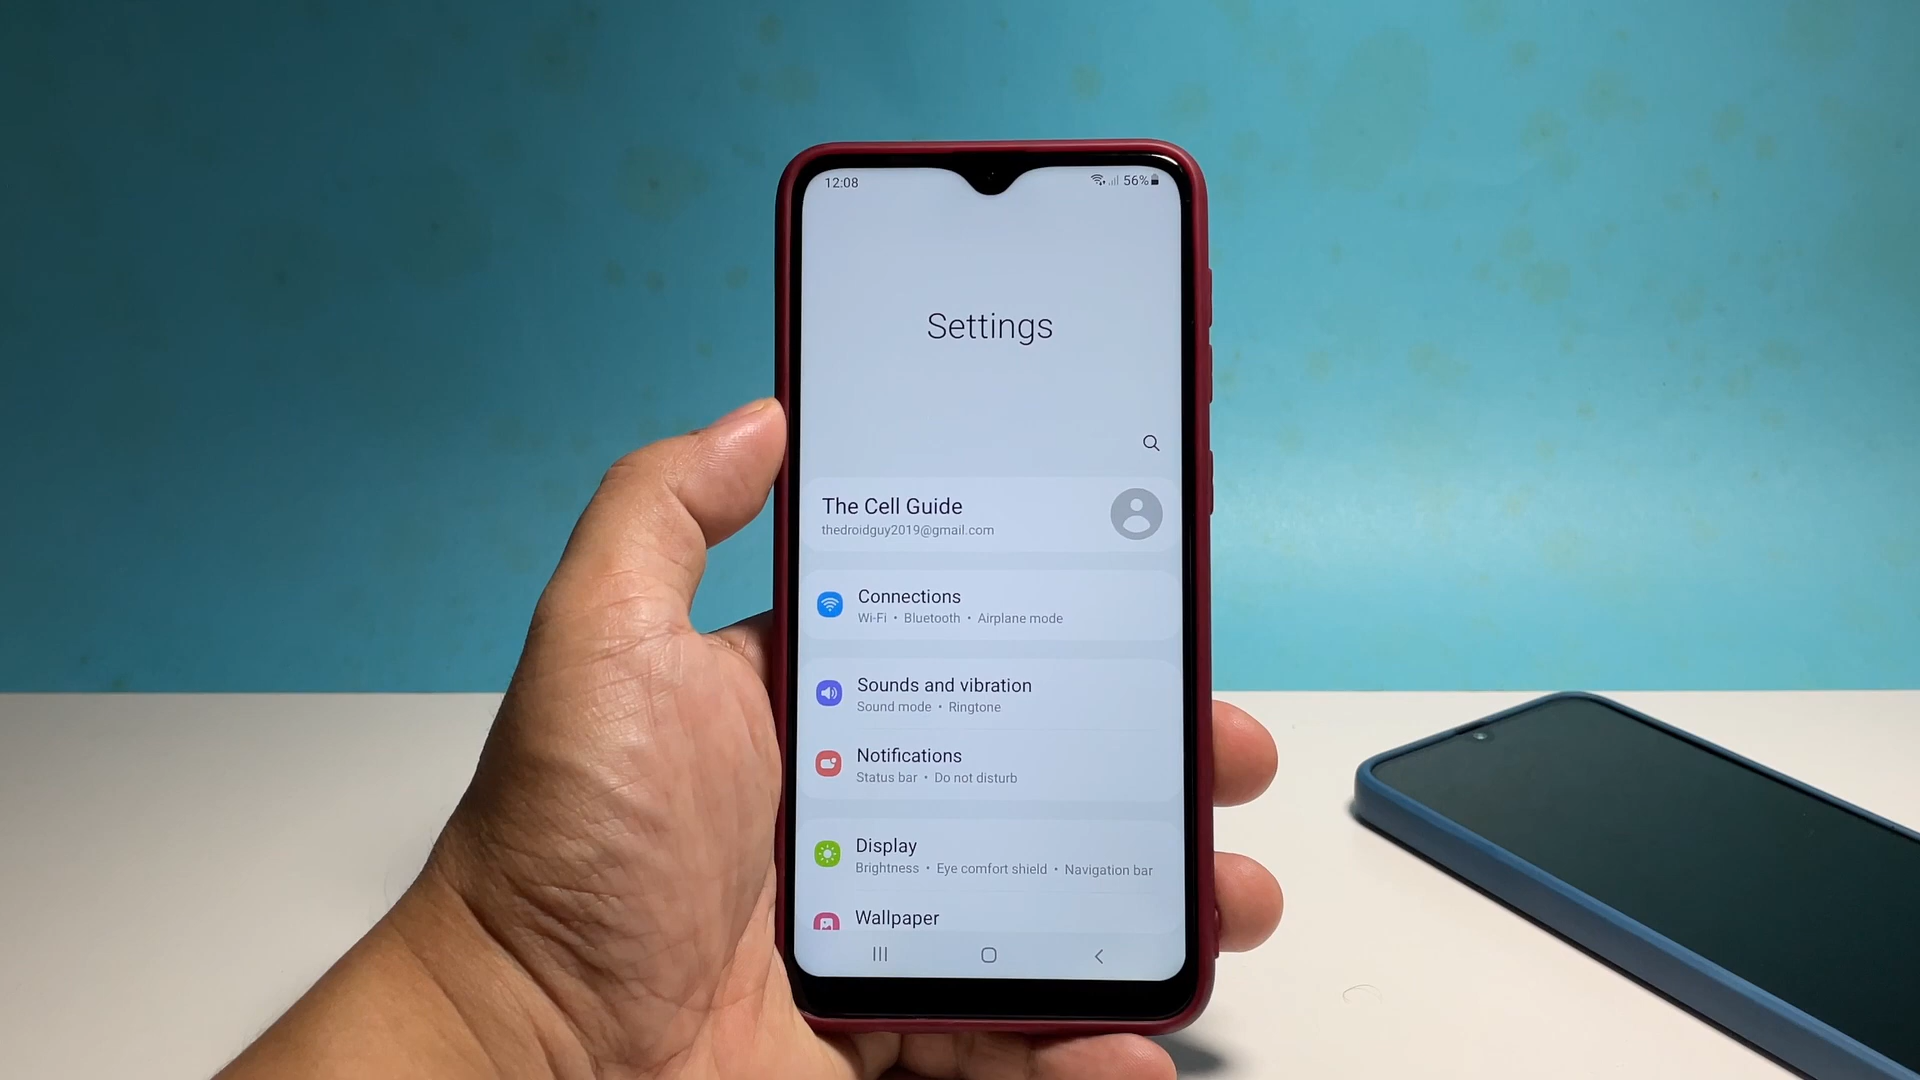 12:08
56%
Settings
The Cell Guide
thedroidguy2019@gmail.com
Connections
Wi-Fi • Bluetooth • Airplane mode
Sounds and vibration
Sound mode • Ringtone
Notifications
Status bar • Do not disturb
Display
Brightness • Eye comfort shield • Navigation bar
Wallpaper